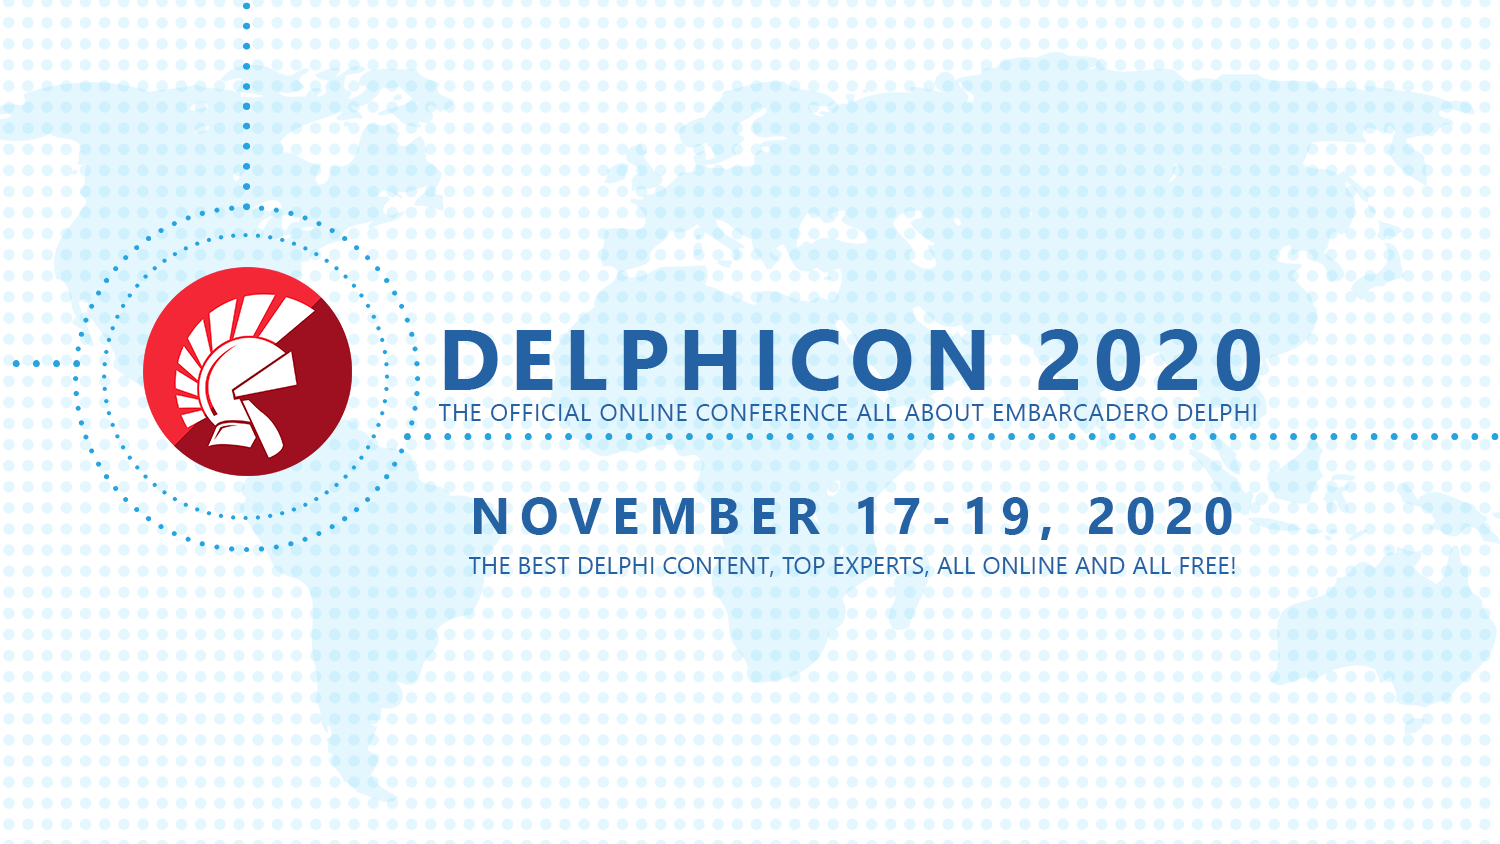 DELPHICON 2020
THE OFFICIAL ONLINE CONFERENCE ALL ABOUT EMBARCADERO DELPHI
NOVEMBER 17-19, 2020
THE BEST DELPHI CONTENT, TOP EXPERTS, ALL ONLINE AND ALL FREE!